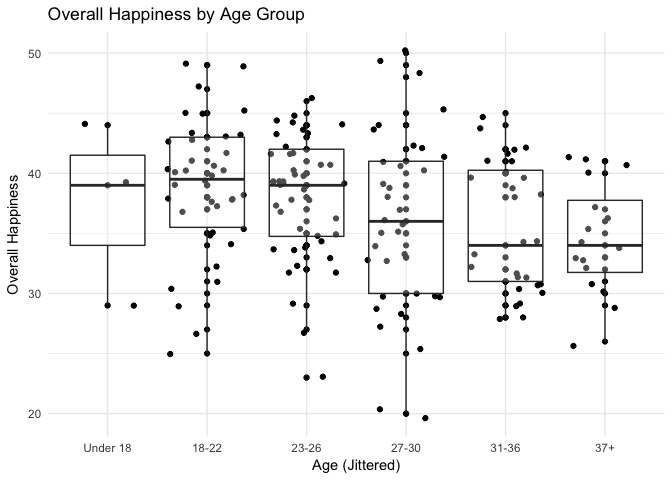 Overall Happiness by Age Group
Overall Happiness
50
40
30
20
Under 18
18-22
23-26
27-30
31-36
37+
Age (Jittered)